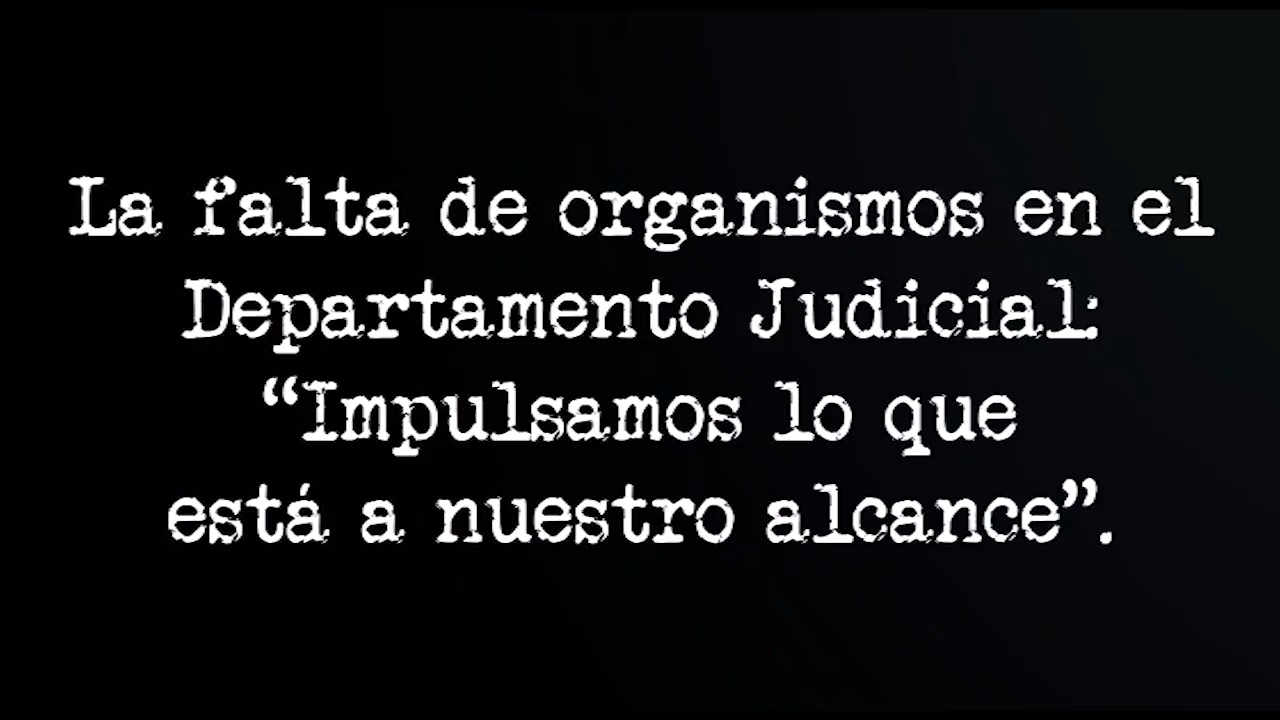 La falta de organismos en el
Departamento Judicial:
“Impulsamos lo que
está a nuestro alcance”.